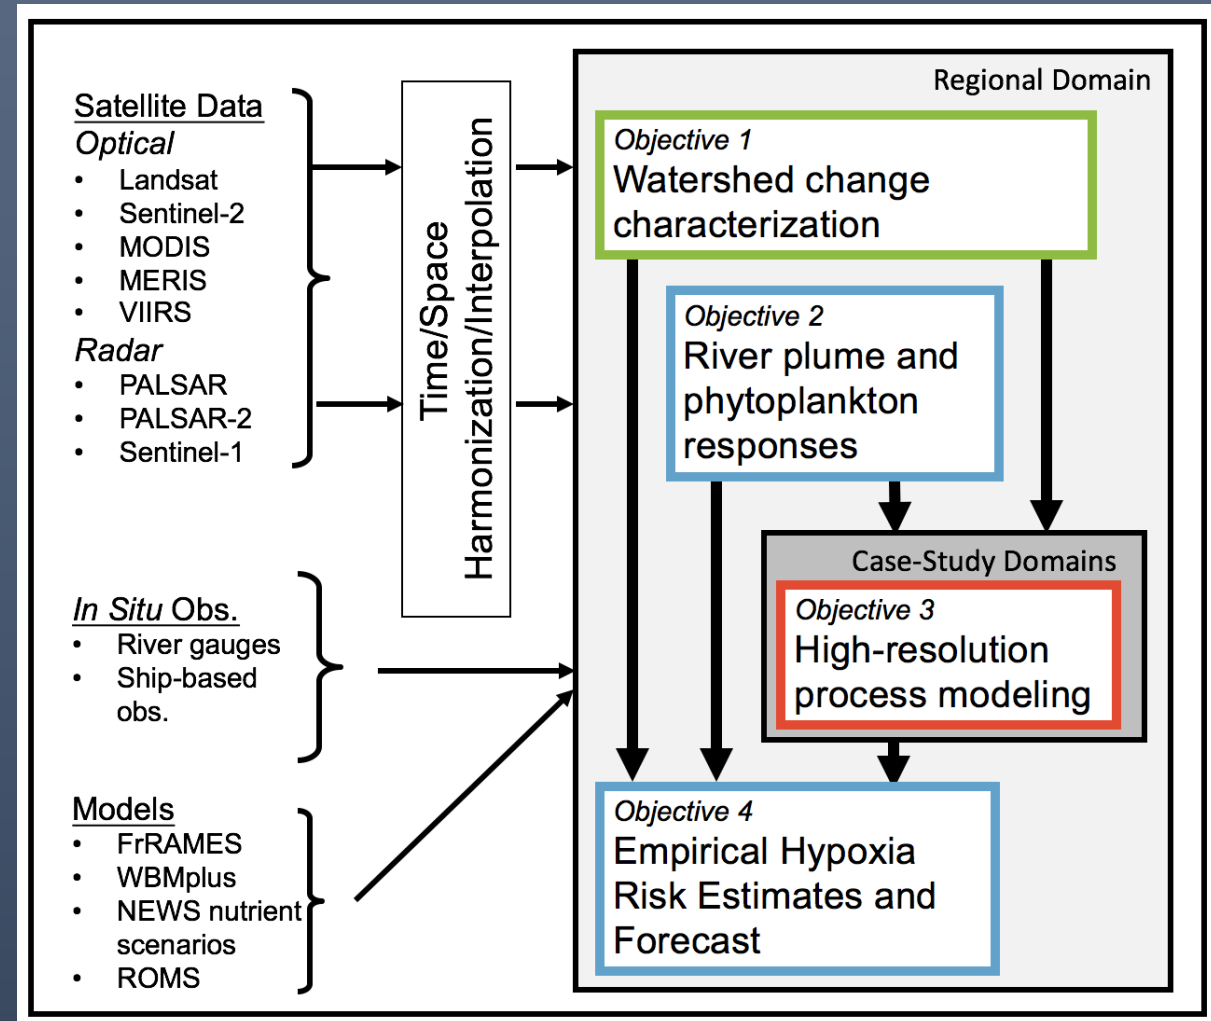 Satellite Data
Optical
• Landsat
• Sentinel-2
• MODIS
• MERIS
• VIIRS
Radar
• PALSAR
• PALSAR-2
• Sentinel-1
In Situ Obs.
• River gauges
• Ship-based
obs.
Models
• FrRAMES
• WBMplus
• NEWS nutrient
scenarios
• ROMS
Time/Space
Harmonization/Interpolation
Regional Domain
Objective 1
Watershed change
characterization
Objective 2
River plume and
phytoplankton
responses
Case-Study Domains
Objective 3
High-resolution
process modeling
Objective 4
Empirical Hypoxia
Risk Estimates and
Forecast